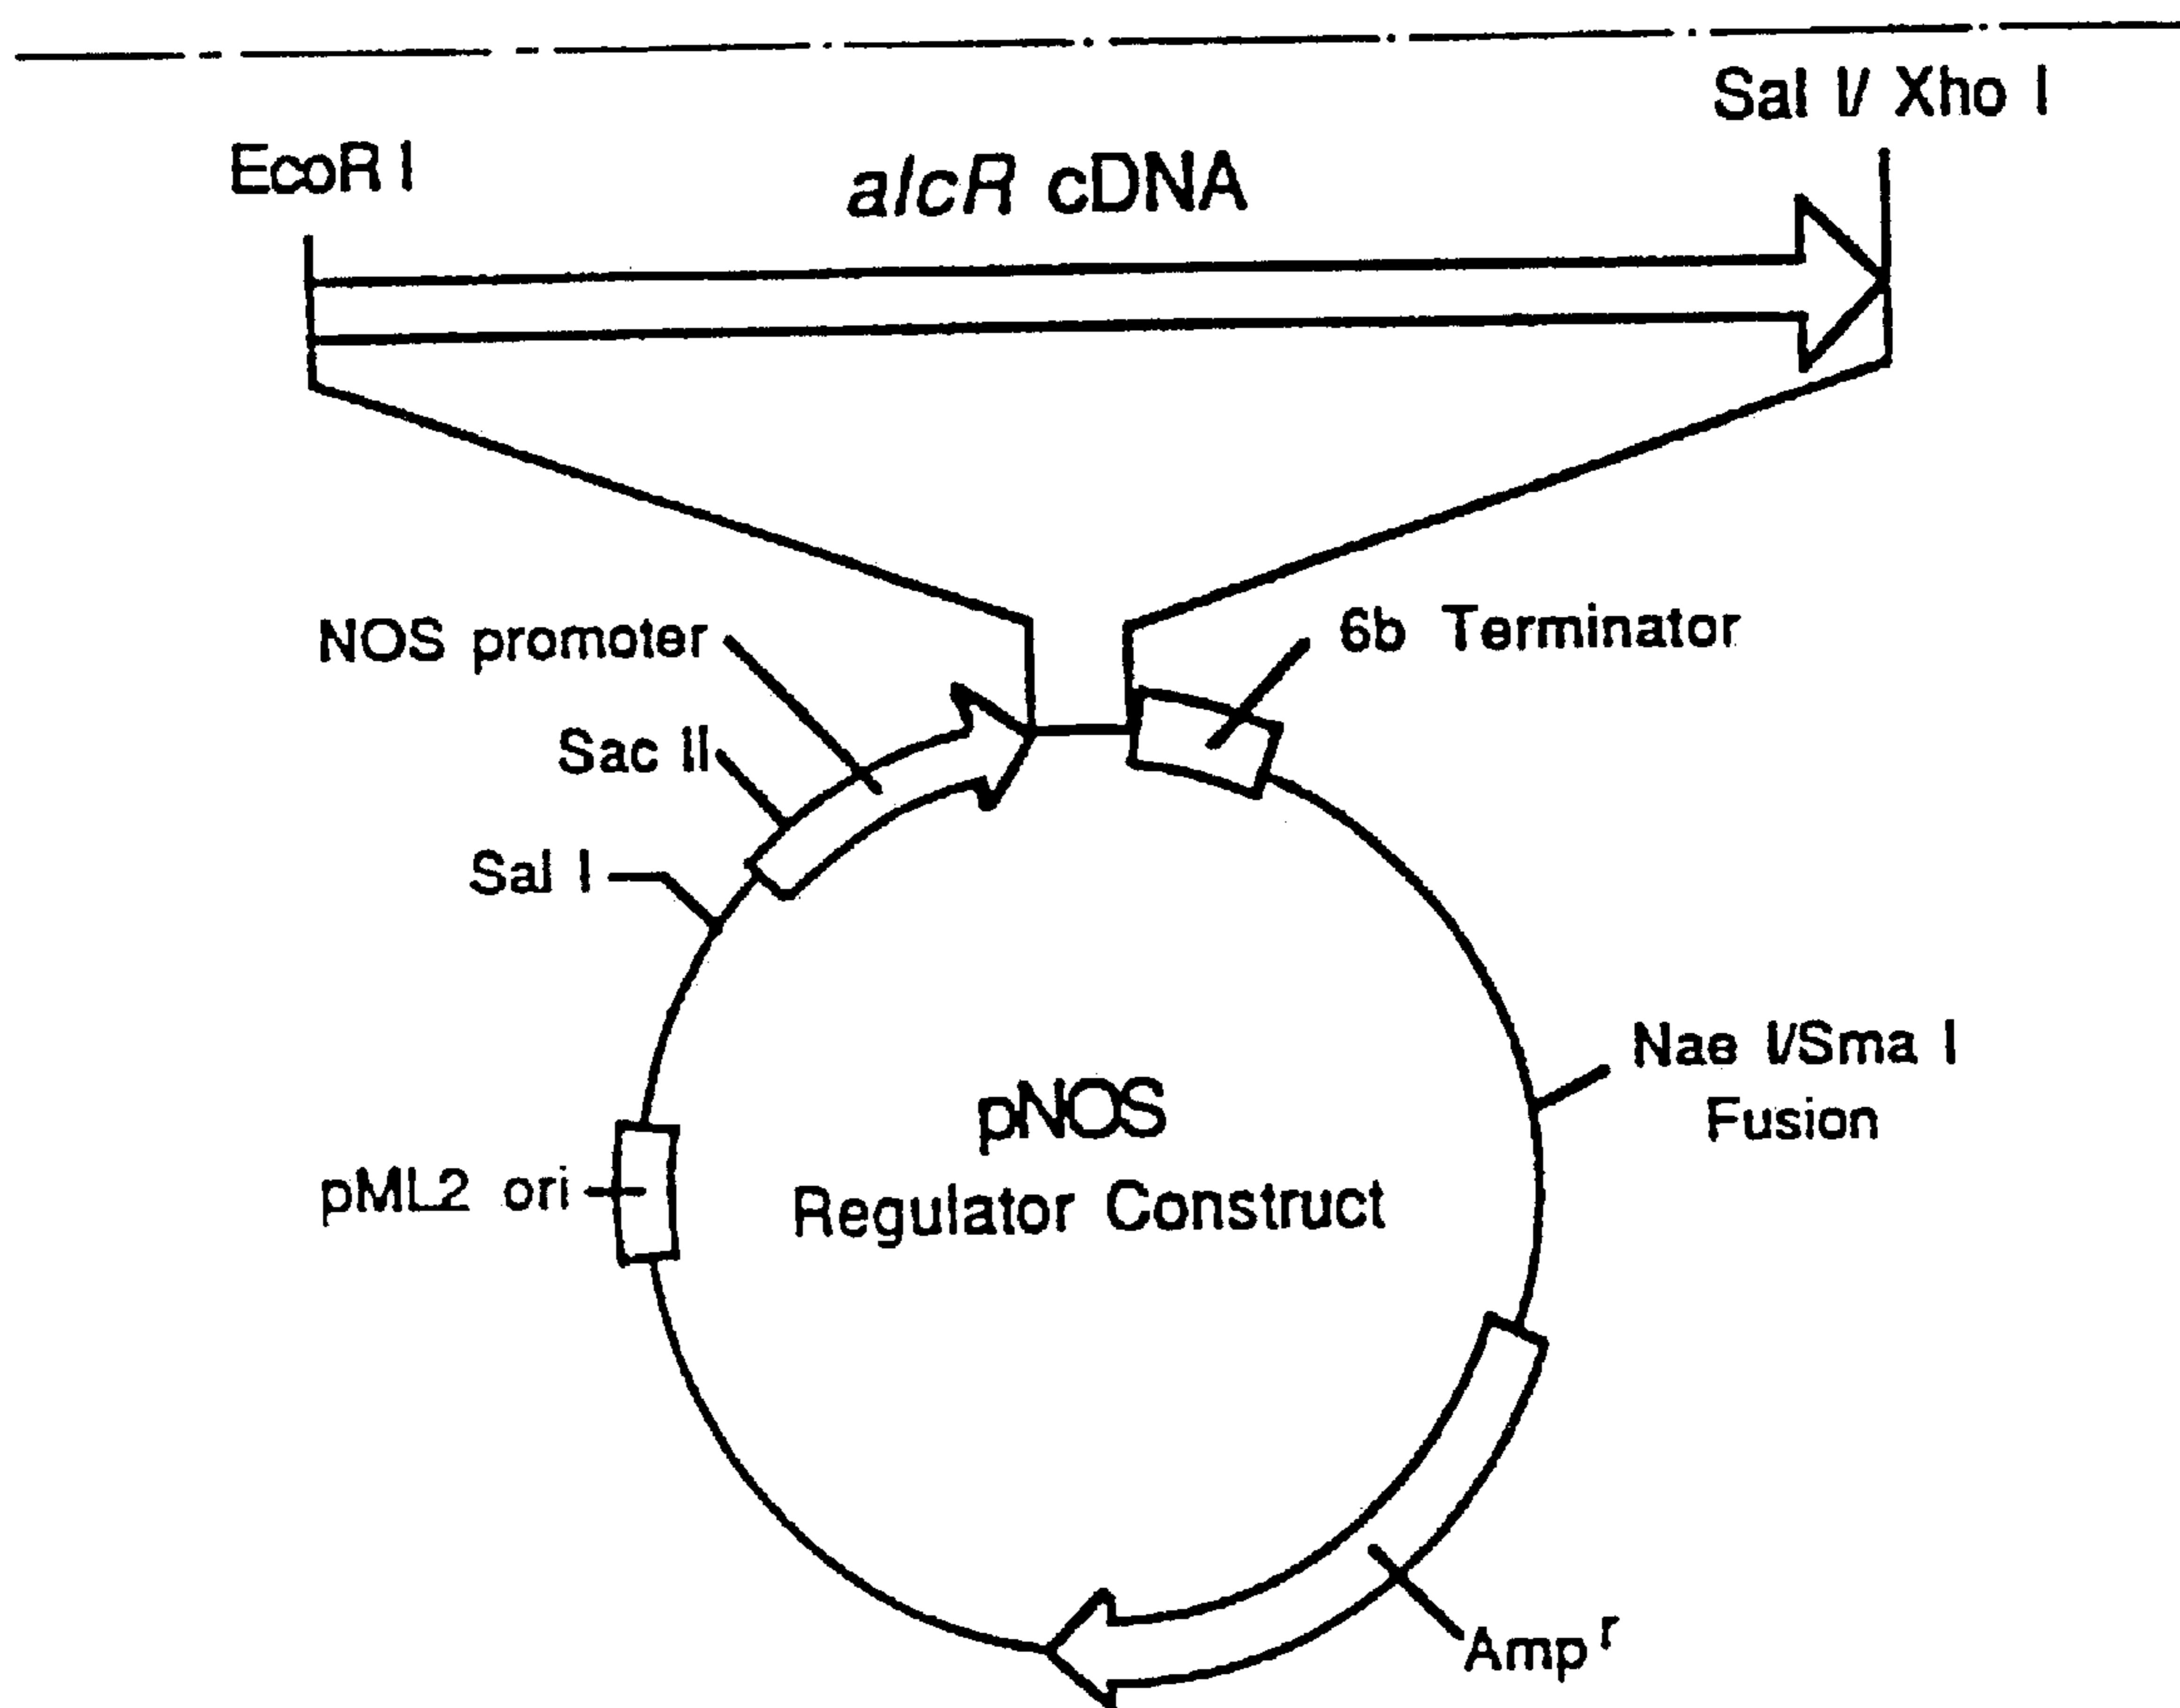 Sal I/ Xho I
EcoR I
alcR cDNA
NOS promoter
6b Terminator
Sac II
Sal I
Nae I/Sma I
Fusion
pNOS
Regulator Construct
pML2 ori
Amp r